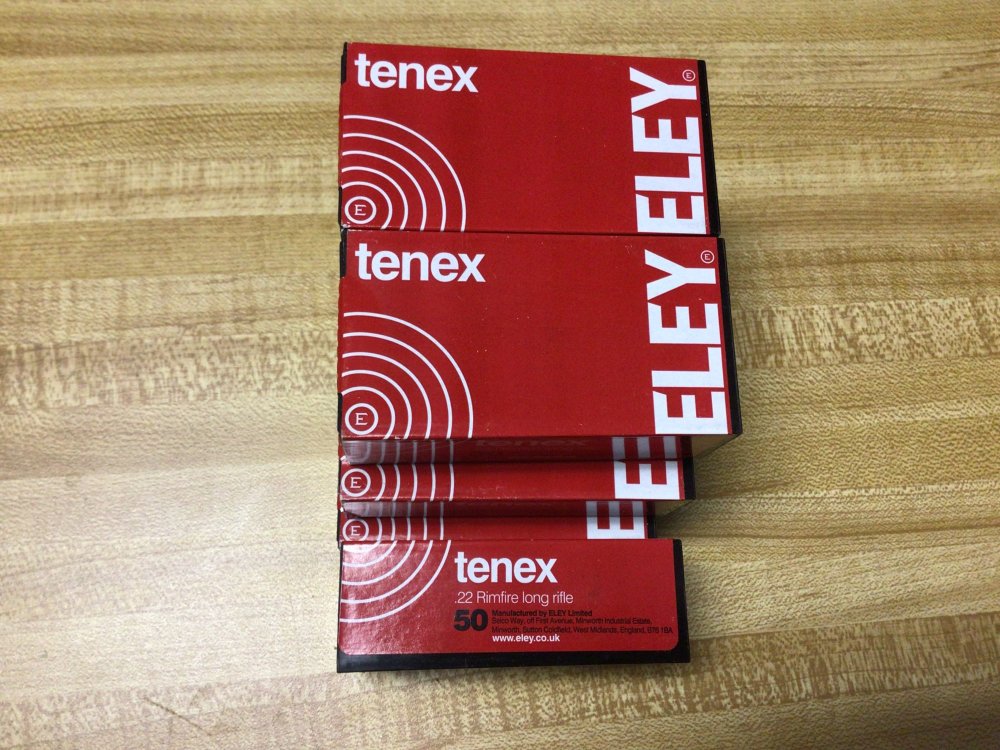 tenex
ELEY
E
E
tenex
ELEY
E
E
tenex
E
E
E
E
tenex
.22 Rimfire long rifle
50
Manufactured by ELEY Limited
Selco Way, off First Avenue, Minworth Industrial Estate,
Minworth, Sutton Coldfield, West Midlands, England, B76 1BA
www.eley.co.uk